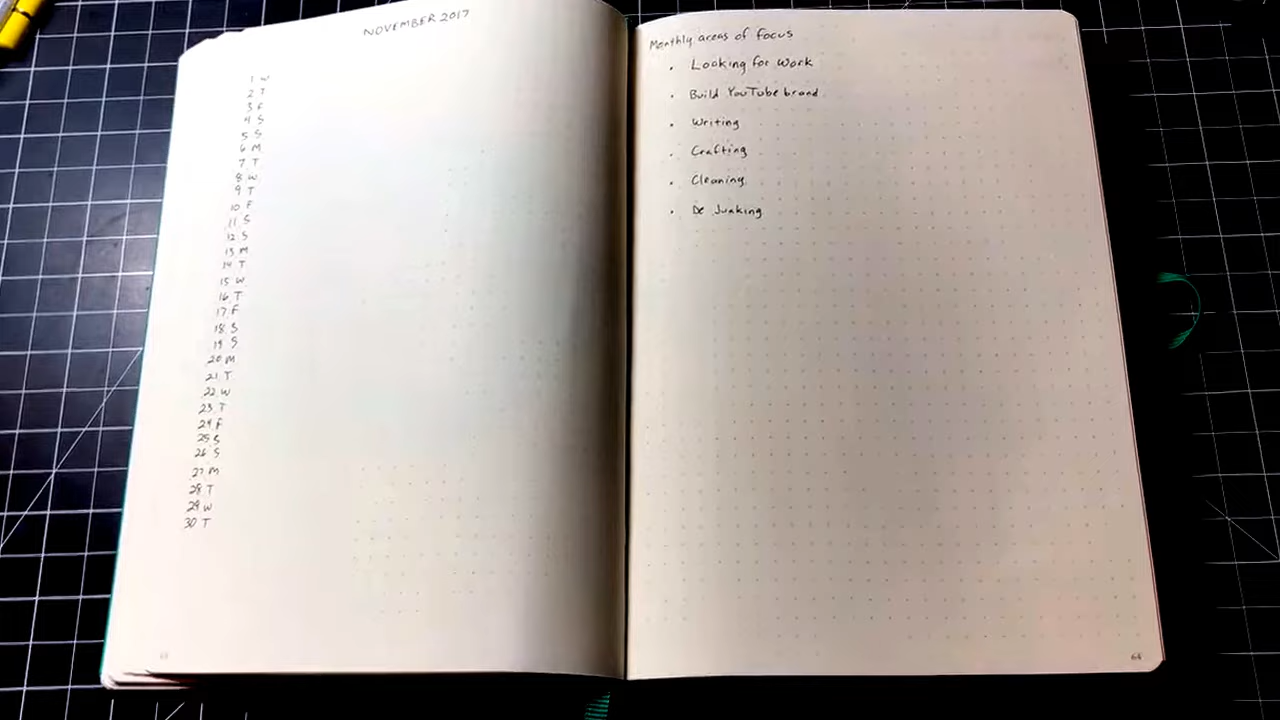 NOVEMBER 2017
1 W
2 T
3 F
4 S
5 S
6 M
7 T
8 W
9 T
10 F
11 S
12 S
13 M
14 T
15 W
16 T
17 F
18 S
19 S
20 M
21 T
22 W
23 T
24 F
25 S
26 S
27 M
28 T
29 W
30 T
Monthly areas of focus
• Looking for Work
• Build YouTube brand
• Writing
• Crafting
• Cleaning
• De Junking